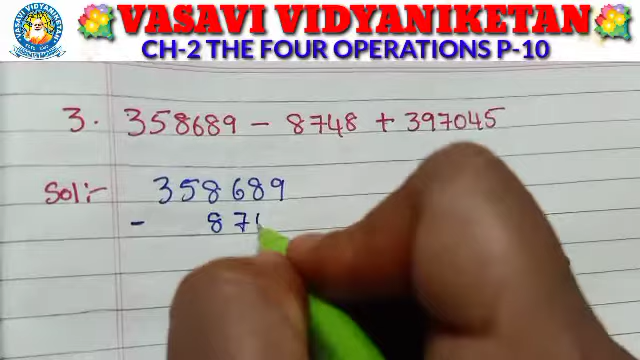 VASAVI VIDYANIKETAN
CH-2 THE FOUR OPERATIONS P-10
3. 358689 - 8748 + 397045
Sol:- 358689
- 87